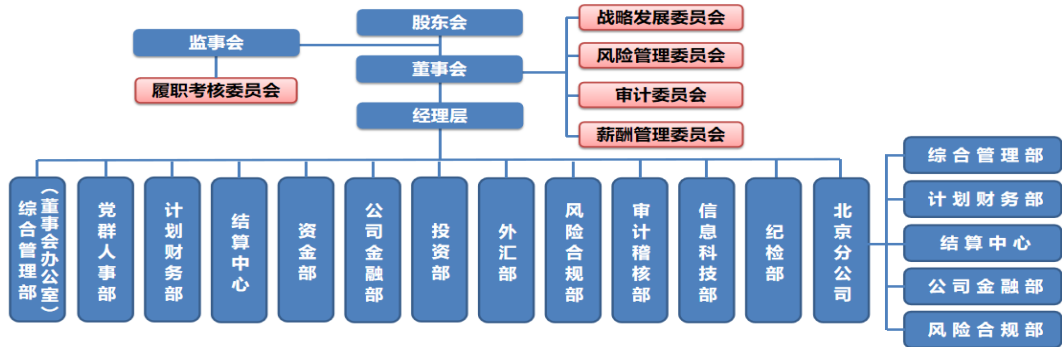 股东会
监事会
董事会
经理层
履职考核委员会
战略发展委员会
风险管理委员会
审计委员会
薪酬管理委员会
综合管理部
（董事会办公室）
党群人事部
计划财务部
结算中心
资金部
公司金融部
投资部
外汇部
风险合规部
审计稽核部
信息科技部
纪检部
北京分公司
综合管理部
计划财务部
结算中心
公司金融部
风险合规部